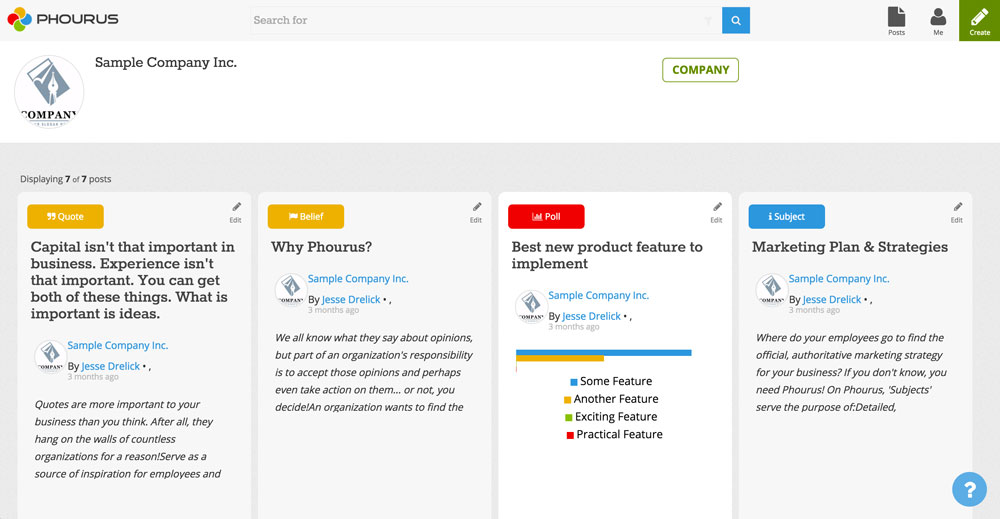 PHOURUS
Search for
Posts
Me
Create
Sample Company Inc.
COMPANY
COMPANY
Displaying 7 of 7 posts
Quote
Edit
Capital isn't that important in
business. Experience isn't
that important. You can get
both of these things. What is
important is ideas.
COMPANY
Sample Company Inc.
By Jesse Drelick • ,
3 months ago
Quotes are more important to your
business than you think. After all, they
hang on the walls of countless
organizations for a reason!Serve as a
source of inspiration for employees and
Belief
Edit
Why Phourus?
COMPANY
Sample Company Inc.
By Jesse Drelick • ,
3 months ago
We all know what they say about opinions,
but part of an organization's responsibility
is to accept those opinions and perhaps
even take action on them... or not, you
decide!An organization wants to find the
Poll
Edit
Best new product feature to
implement
COMPANY
Sample Company Inc.
By Jesse Drelick • ,
3 months ago
Some Feature
Another Feature
Exciting Feature
Practical Feature
i Subject
Edit
Marketing Plan & Strategies
COMPANY
Sample Company Inc.
By Jesse Drelick • ,
3 months ago
Where do your employees go to find the
official, authoritative marketing strategy
for your business? If you don't know, you
need Phourus! On Phourus, 'Subjects'
serve the purpose of:Detailed,
?